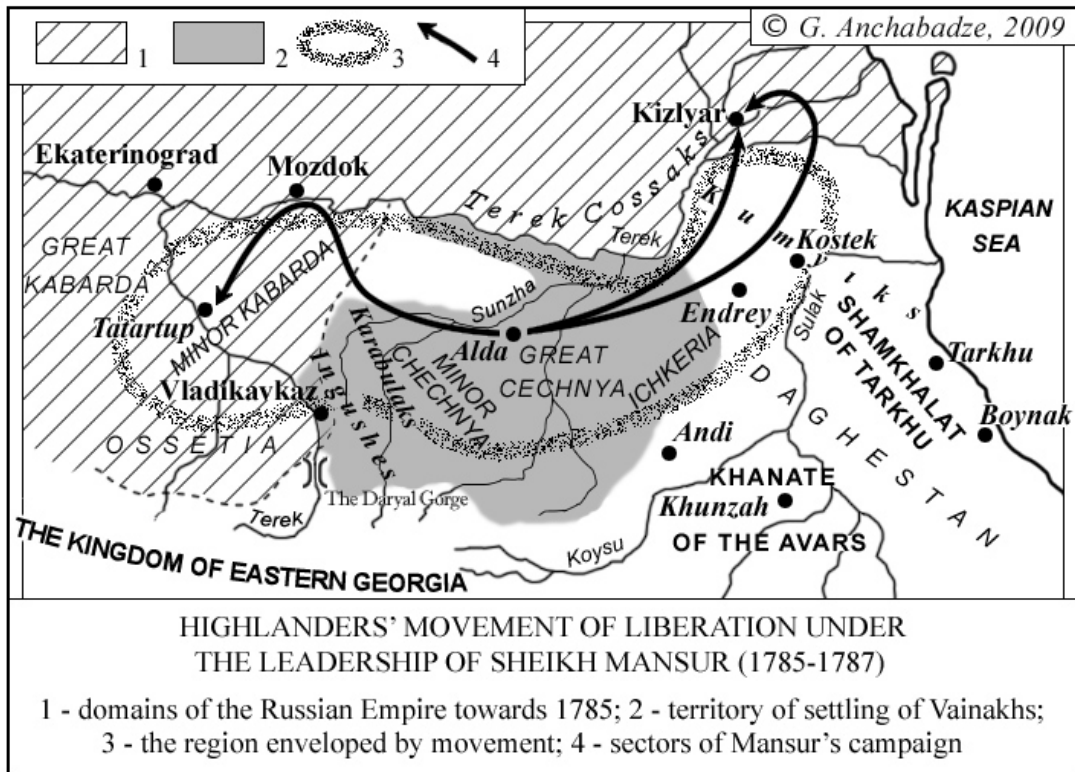 1
2
3
4
© G. Anchabadze, 2009
Kizlyar
Ekaterinograd
Mozdok
Terek Cossaks
Terek
Kumyiks
KASPIAN
SEA
GREAT
KABARDA
MINOR KABARDA
Kostek
Sunzha
Endrey
Sulak
Tatartup
Alda
GREAT
CECHNYA
ICHKERIA
SHAMKHALAT
OF TARKHU
Tarkhu
Karabulaks
MINOR
CHECHNYA
Ingushes
Vladikavkaz
Boynak
DAGHESTAN
OSSETIA
Andi
KHANATE
Khunzah
OF THE AVARS
The Daryal Gorge
Terek
Koysu
THE KINGDOM OF EASTERN GEORGIA
HIGHLANDERS’ MOVEMENT OF LIBERATION UNDER
THE LEADERSHIP OF SHEIKH MANSUR (1785-1787)
1 - domains of the Russian Empire towards 1785; 2 - territory of settling of Vainakhs;
3 - the region enveloped by movement; 4 - sectors of Mansur’s campaign